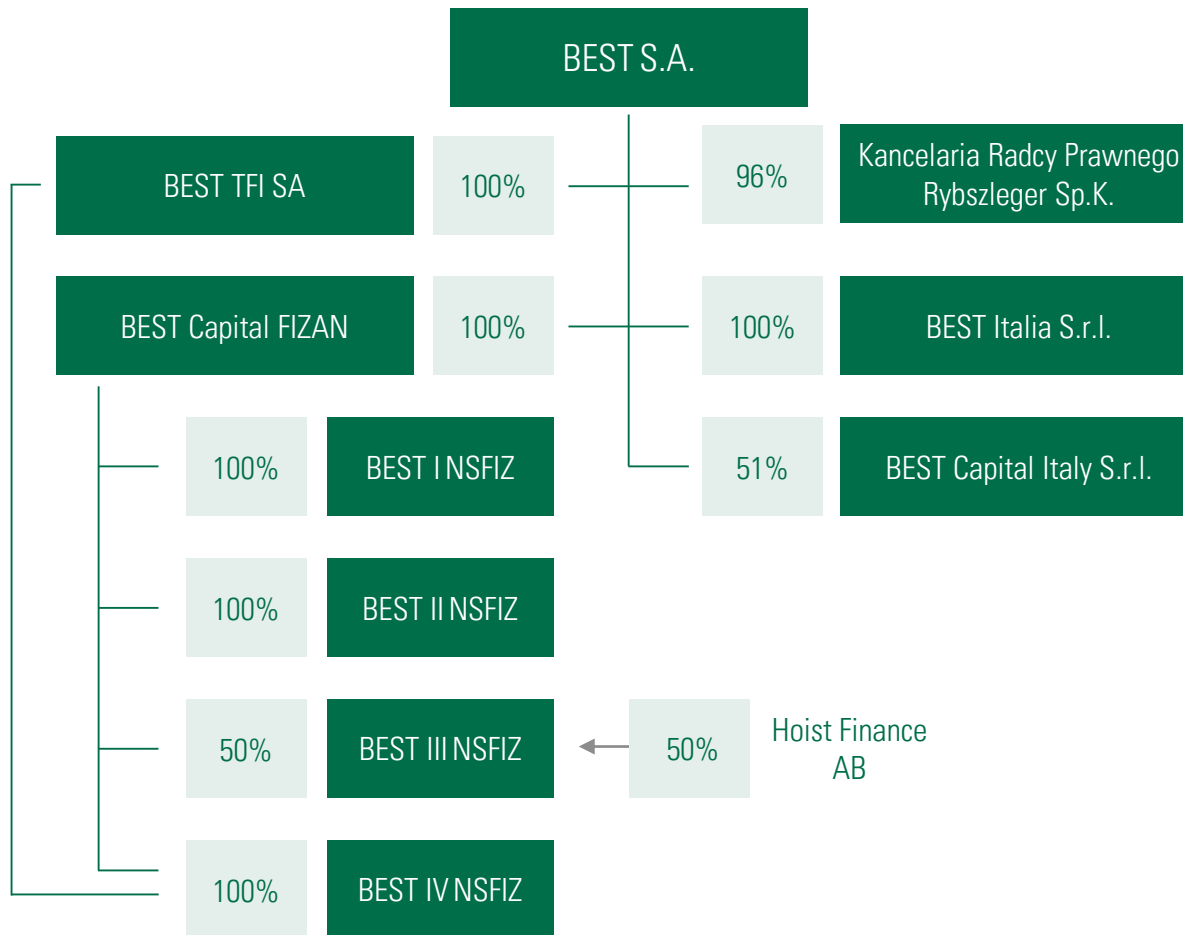 BEST S.A.
BEST TFI SA
100%
96%
Kancelaria Radcy Prawnego
Rybszleger Sp.K.
BEST Capital FIZAN
100%
100%
BEST Italia S.r.l.
100%
BEST I NSFIZ
51%
BEST Capital Italy S.r.l.
100%
BEST II NSFIZ
50%
BEST III NSFIZ
50%
Hoist Finance
AB
100%
BEST IV NSFIZ